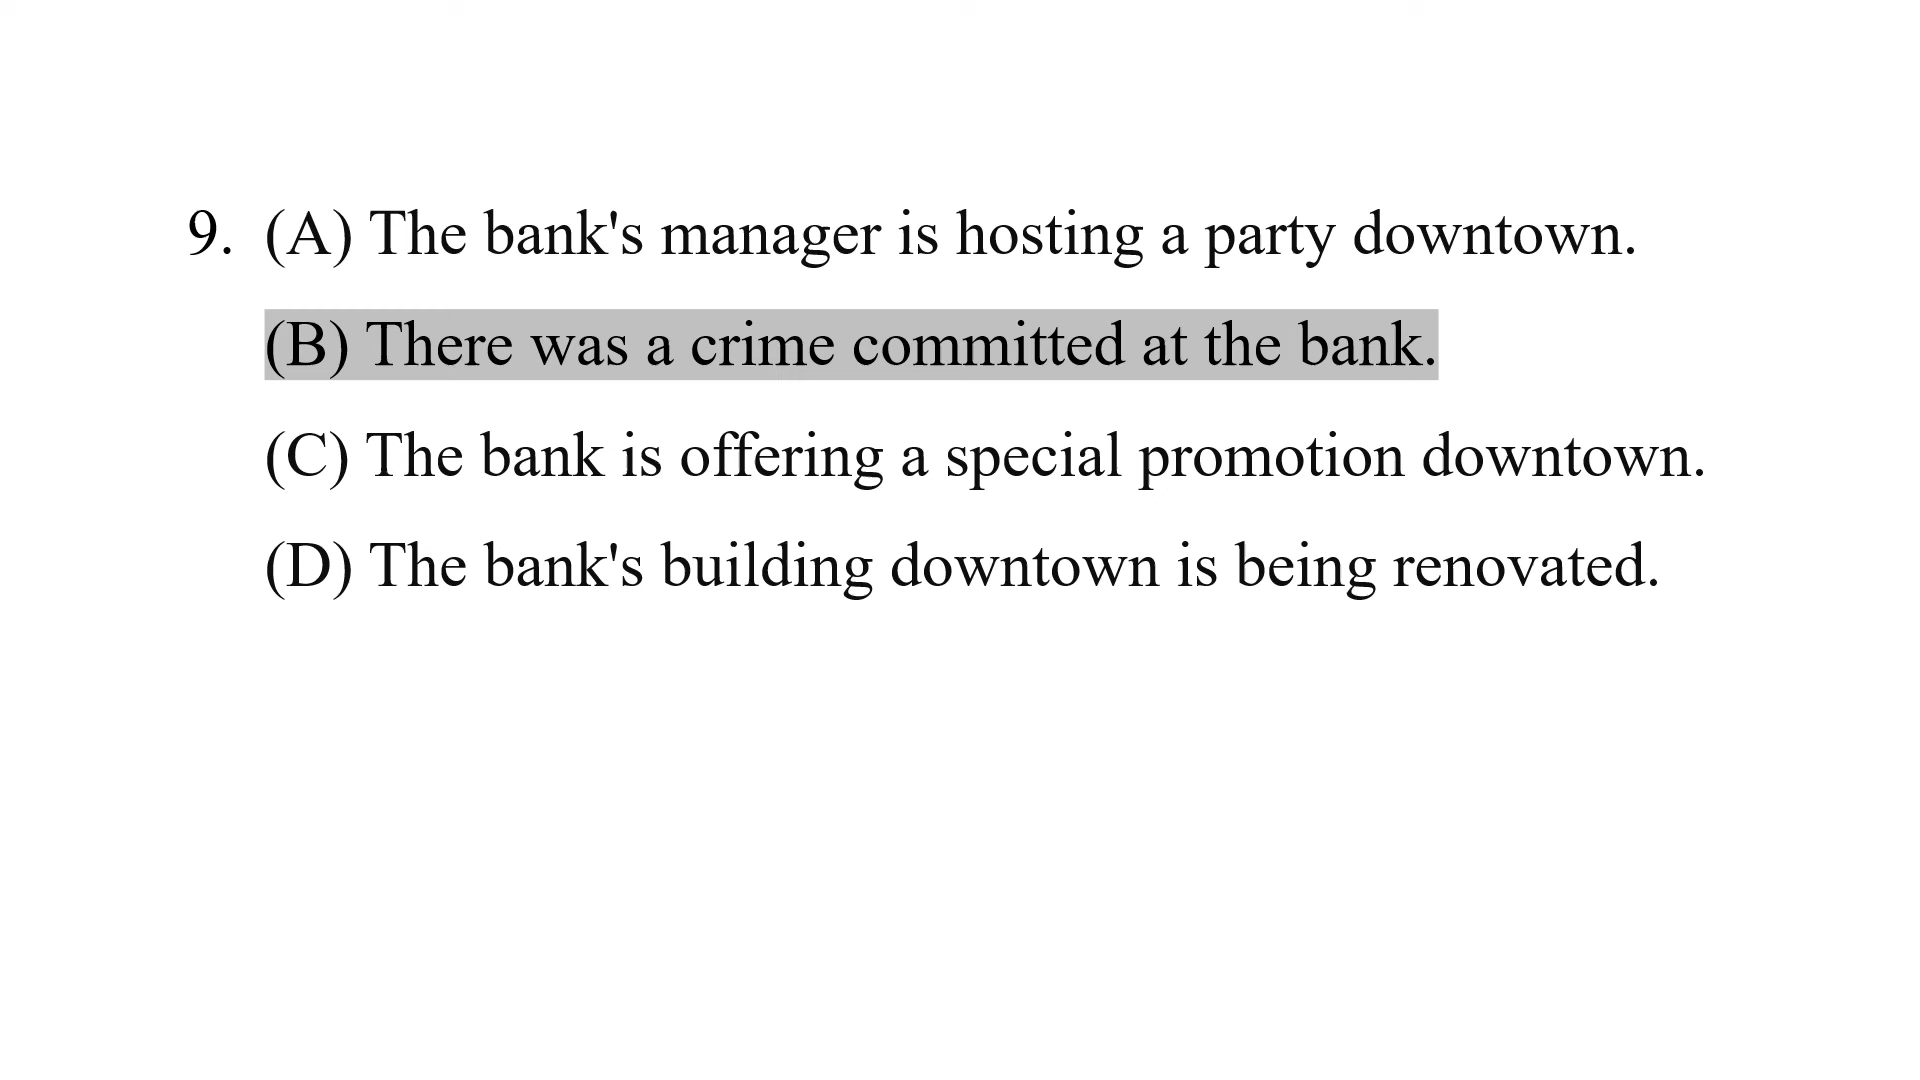 9. (A) The bank's manager is hosting a party downtown.
(B) There was a crime committed at the bank.
(C) The bank is offering a special promotion downtown.
(D) The bank's building downtown is being renovated.